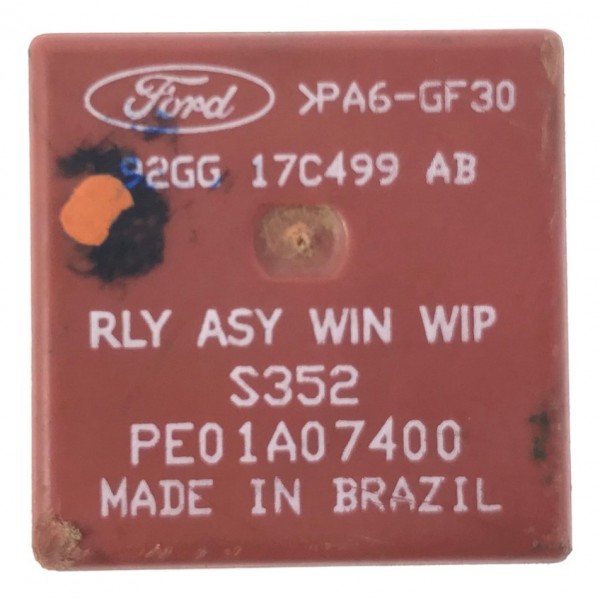 Ford >PA6-GF30
92GG 17C499 AB
RLY ASY WIN WIP
S352
PE01A07400
MADE IN BRAZIL